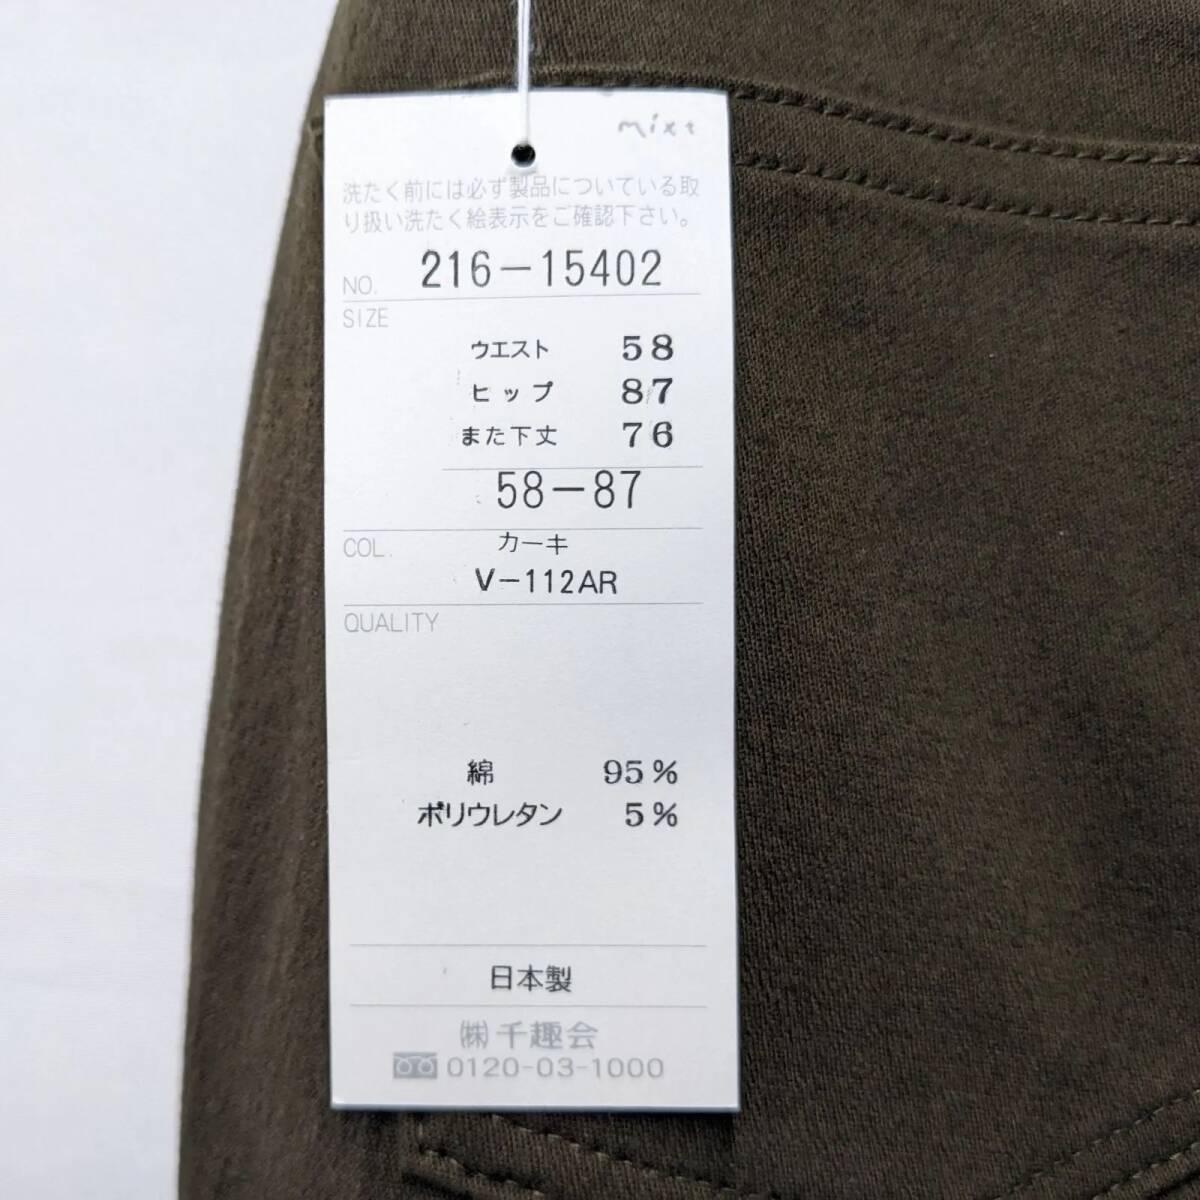 mixt
洗たく前には必ず製品についている取
り扱い洗たく絵表示をご確認下さい。
NO. 216-15402
SIZE
ウエスト 58
ヒップ 87
また下丈 76
58-87
COL. カーキ
V-112AR
QUALITY
綿 95%
ポリウレタン 5%
日本製
㈱千趣会
0120-03-1000